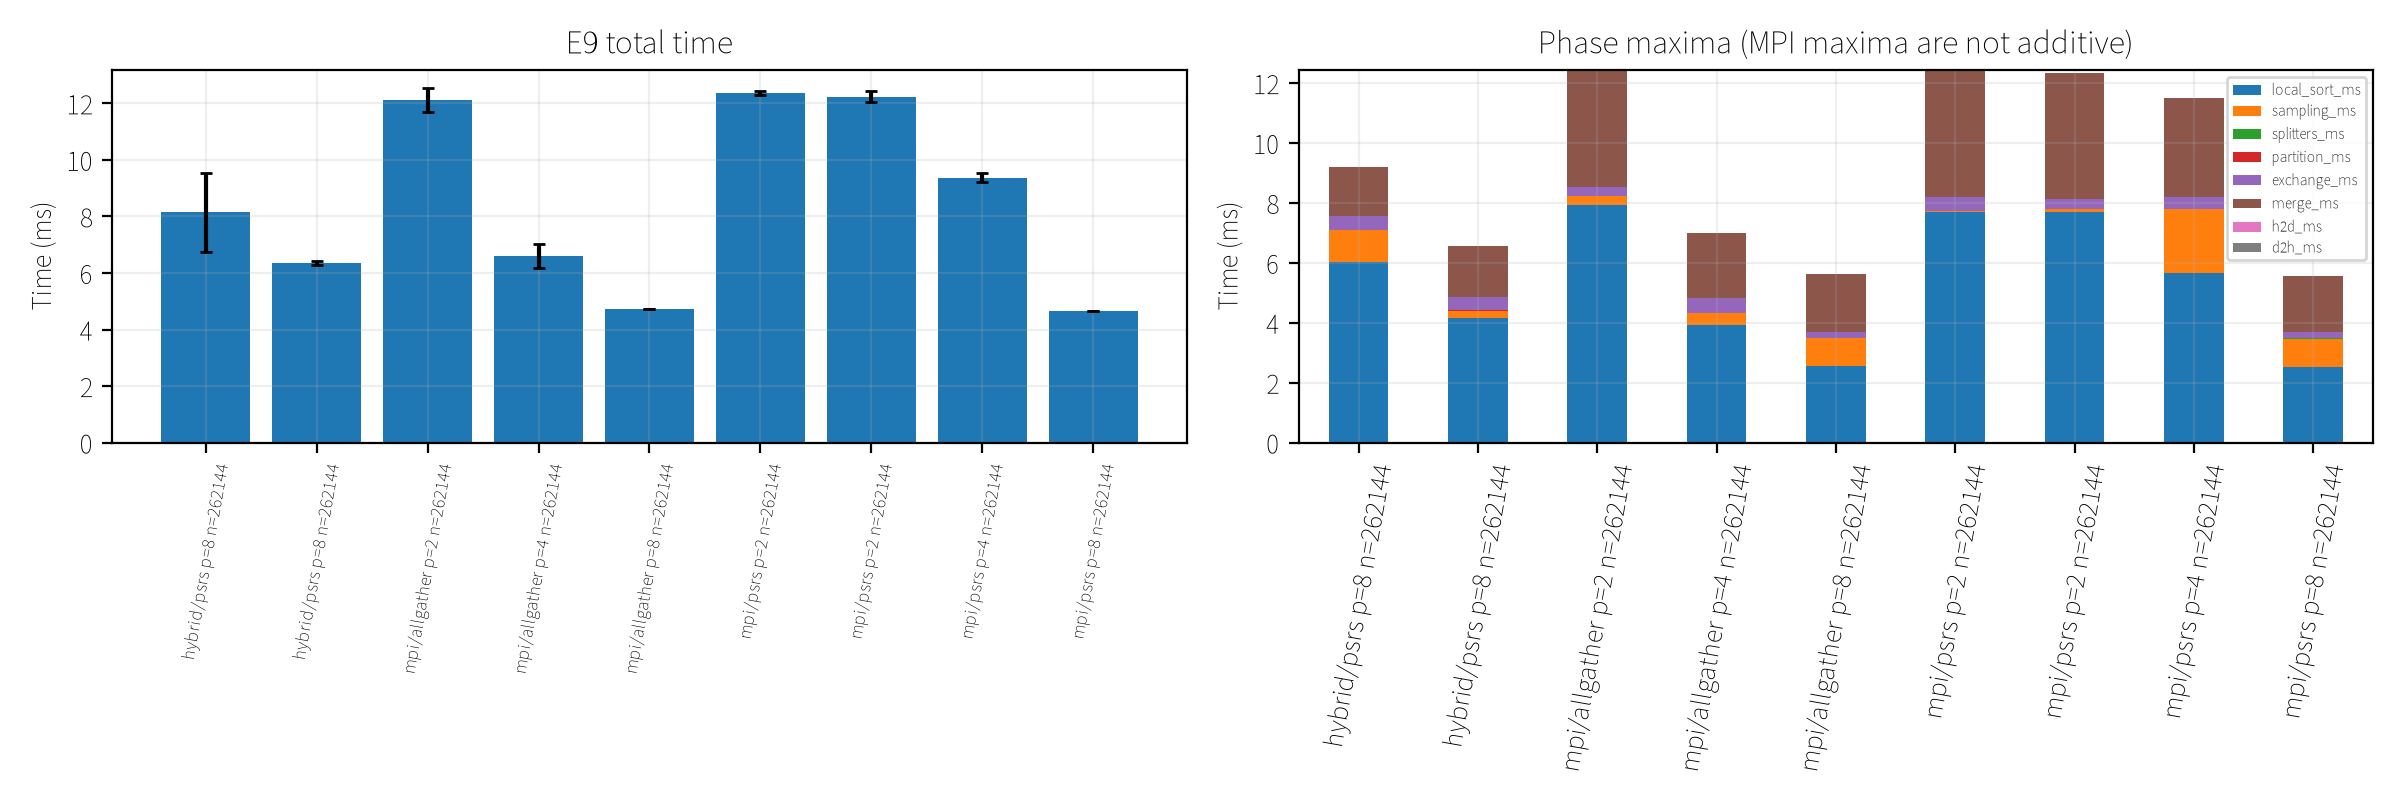 E9 total time
Time (ms)
12
10
8
6
4
2
0
hybrid/psrs p=8 n=262144
hybrid/psrs p=8 n=262144
mpi/allgather p=2 n=262144
mpi/allgather p=4 n=262144
mpi/allgather p=8 n=262144
mpi/psrs p=2 n=262144
mpi/psrs p=2 n=262144
mpi/psrs p=4 n=262144
mpi/psrs p=8 n=262144
Phase maxima (MPI maxima are not additive)
Time (ms)
12
10
8
6
4
2
0
local_sort_ms
sampling_ms
splitters_ms
partition_ms
exchange_ms
merge_ms
h2d_ms
d2h_ms
hybrid/psrs p=8 n=262144
hybrid/psrs p=8 n=262144
mpi/allgather p=2 n=262144
mpi/allgather p=4 n=262144
mpi/allgather p=8 n=262144
mpi/psrs p=2 n=262144
mpi/psrs p=2 n=262144
mpi/psrs p=4 n=262144
mpi/psrs p=8 n=262144